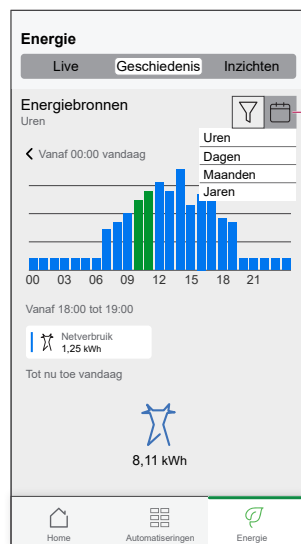 Energie
Live Geschiedenis Inzichten
Energiebronnen
Uren
Uren
Dagen
Maanden
Jaren
Vanaf 00:00 vandaag
00 03 06 09 12 15 18 21
Vanaf 18:00 tot 19:00
Netverbruik
1,25 kWh
Tot nu toe vandaag
8,11 kWh
Home Automatiseringen Energie